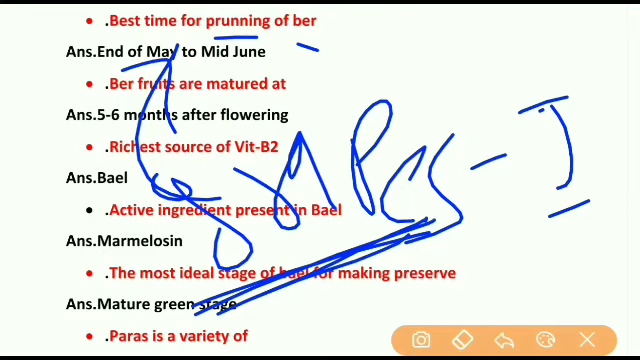 .Best time for prunning of ber
Ans.End of May to Mid June
.Ber fruits are matured at
Ans.5-6 months after flowering
.Richest source of Vit-B2
Ans.Bael
.Active ingredient present in Bael
Ans.Marmelosin
.The most ideal stage of bael for making preserve
Ans.Mature green stage
.Paras is a variety of